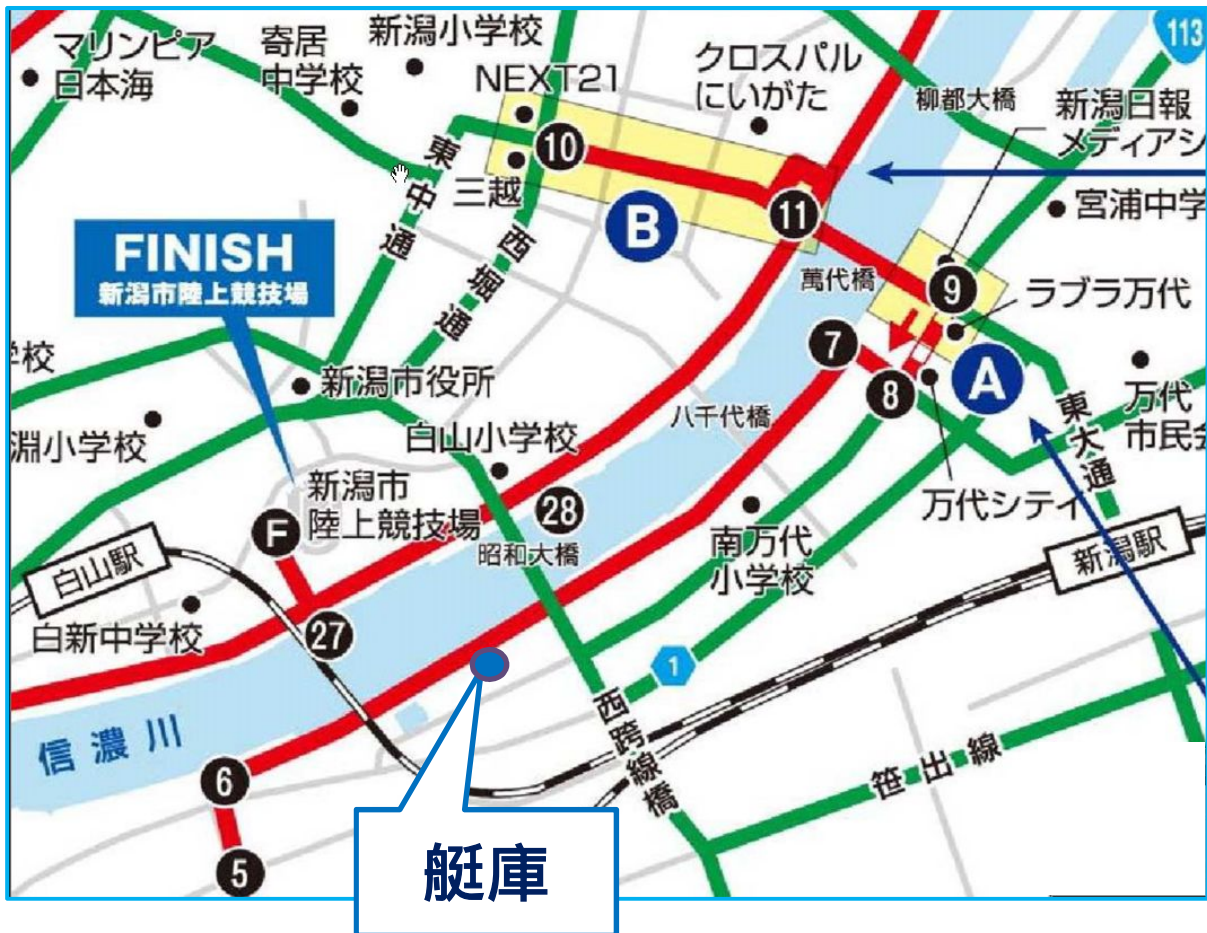 マリンピア
日本海
寄居
中学校
新潟小学校
NEXT21
クロスパル
にいがた
柳都大橋
113
新潟日報
メディアシ
10
三越
東中通
西堀通
B
11
宮浦中学
FINISH
新潟市陸上競技場
萬代橋
9
ラブラ万代
7
8
A
学校
新潟市役所
万代
市民会
八千代橋
東大通
淵小学校
白山小学校
万代シティ
新潟市
陸上競技場
28
F
昭和大橋
南万代
小学校
新潟駅
白山駅
白新中学校
27
1
信濃川
西跨線橋
笹出線
6
5
艇庫